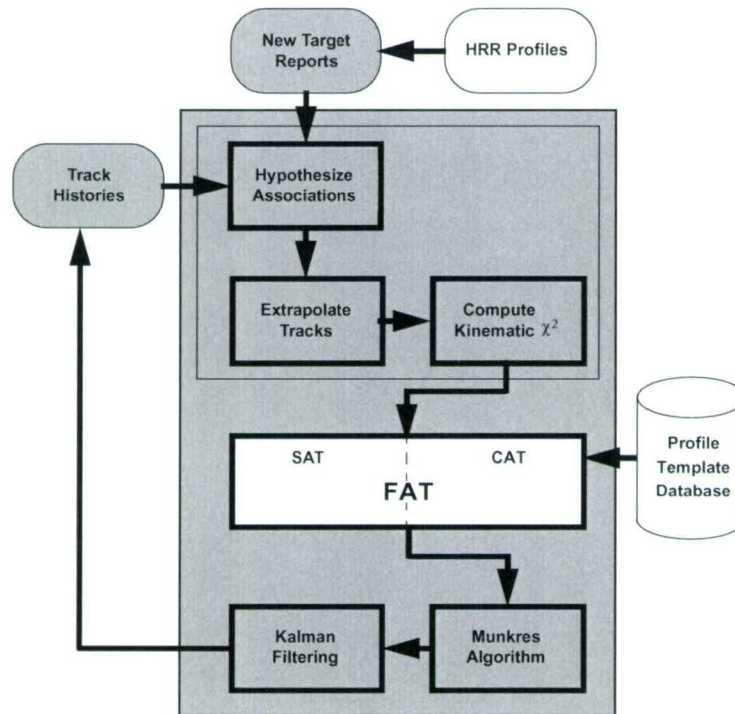 New Target
Reports
HRR Profiles
Track
Histories
Hypothesize
Associations
Extrapolate
Tracks
Compute
Kinematic χ²
SAT
CAT
FAT
Profile
Template
Database
Kalman
Filtering
Munkres
Algorithm